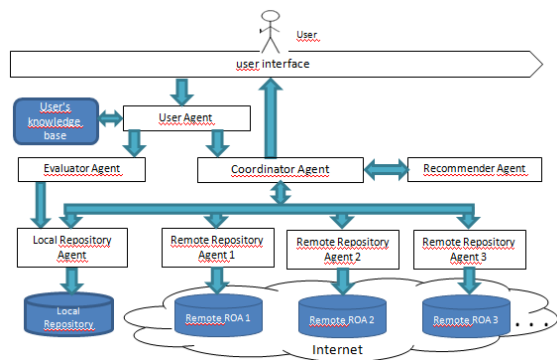 User
user interface
User's
knowledge
base
User Agent
Evaluator Agent
Coordinator Agent
Recommender Agent
Local Repository
Agent
Remote Repository
Agent 1
Remote Repository
Agent 2
Remote Repository
Agent 3
Local
Repository
Remote ROA 1
Remote ROA 2
Remote ROA 3
. . .
Internet